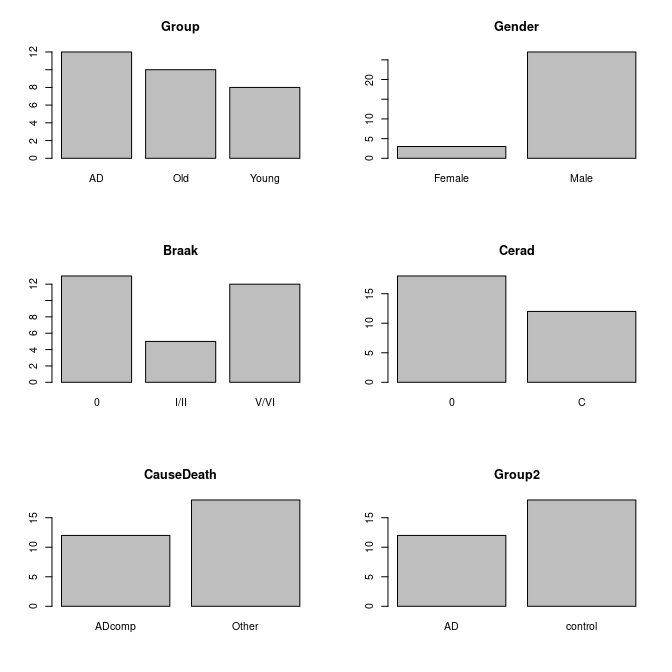 Group
0 2 4 6 8 12
AD Old Young
Gender
0 5 10 20
Female Male
Braak
0 2 4 6 8 12
0 I/II V/VI
Cerad
0 5 10 15
0 C
CauseDeath
0 5 10 15
ADcomp Other
Group2
0 5 10 15
AD control